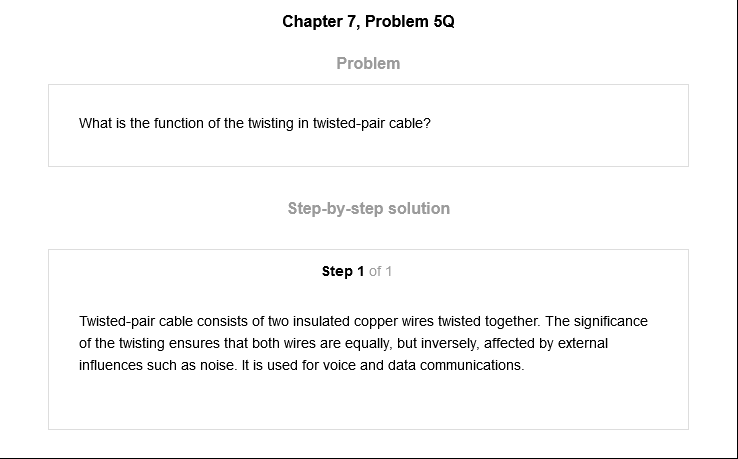 Chapter 7, Problem 5Q
Problem
What is the function of the twisting in twisted-pair cable?
Step-by-step solution
Step 1 of 1
Twisted-pair cable consists of two insulated copper wires twisted together. The significance
of the twisting ensures that both wires are equally, but inversely, affected by external
influences such as noise. It is used for voice and data communications.